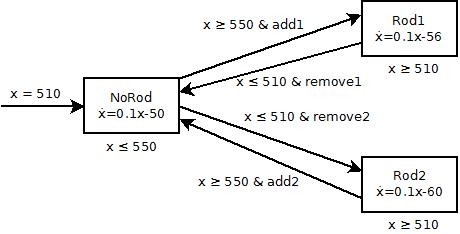 x ≥ 550 & add1
Rod1
ẋ=0.1x-56
x ≥ 510
x ≤ 510 & remove1
x = 510
NoRod
ẋ=0.1x-50
x ≤ 550
x ≤ 510 & remove2
x ≥ 550 & add2
Rod2
ẋ=0.1x-60
x ≥ 510